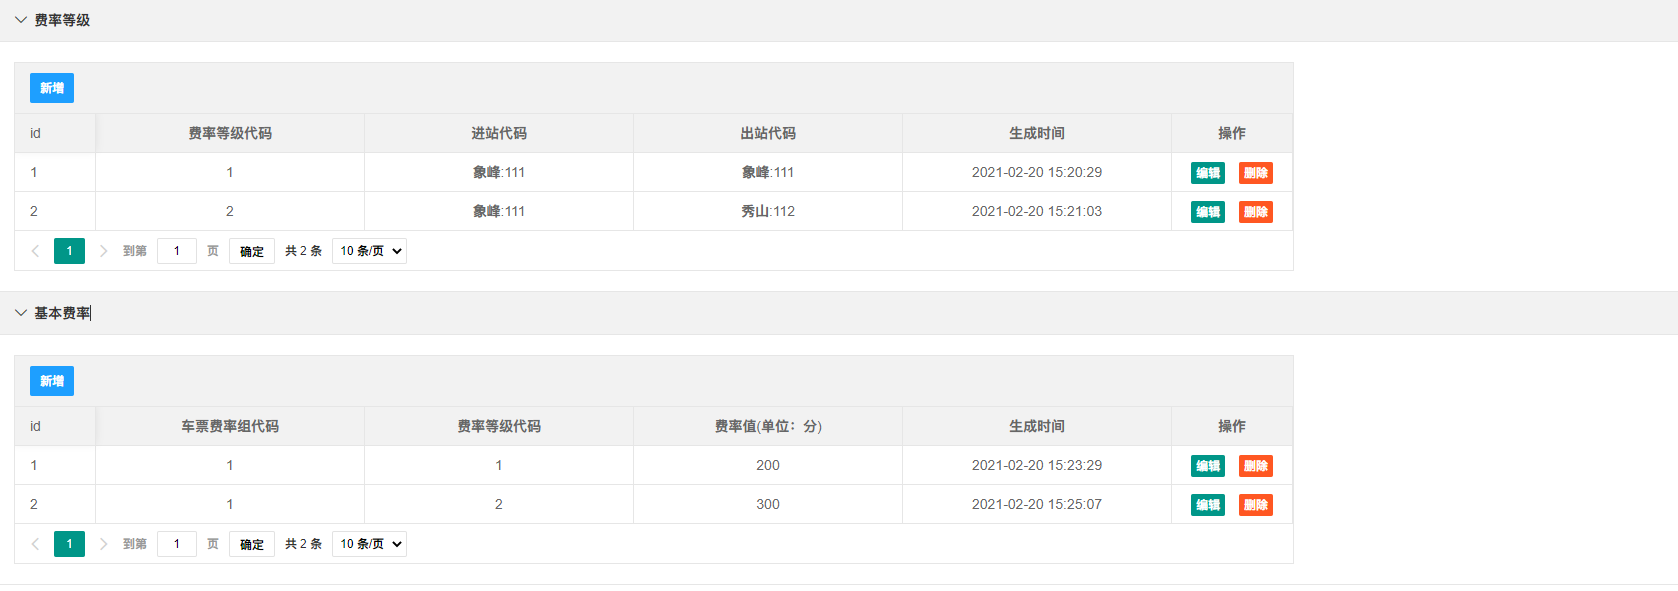 费率等级
新增
id 费率等级代码 进站代码 出站代码 生成时间 操作
1 1 象峰:111 象峰:111 2021-02-20 15:20:29 编辑 删除
2 2 象峰:111 秀山:112 2021-02-20 15:21:03 编辑 删除
1 到第 1 页 确定 共 2 条 10 条/页
基本费率
新增
id 车票费率组代码 费率等级代码 费率值(单位：分) 生成时间 操作
1 1 1 200 2021-02-20 15:23:29 编辑 删除
2 1 2 300 2021-02-20 15:25:07 编辑 删除
1 到第 1 页 确定 共 2 条 10 条/页